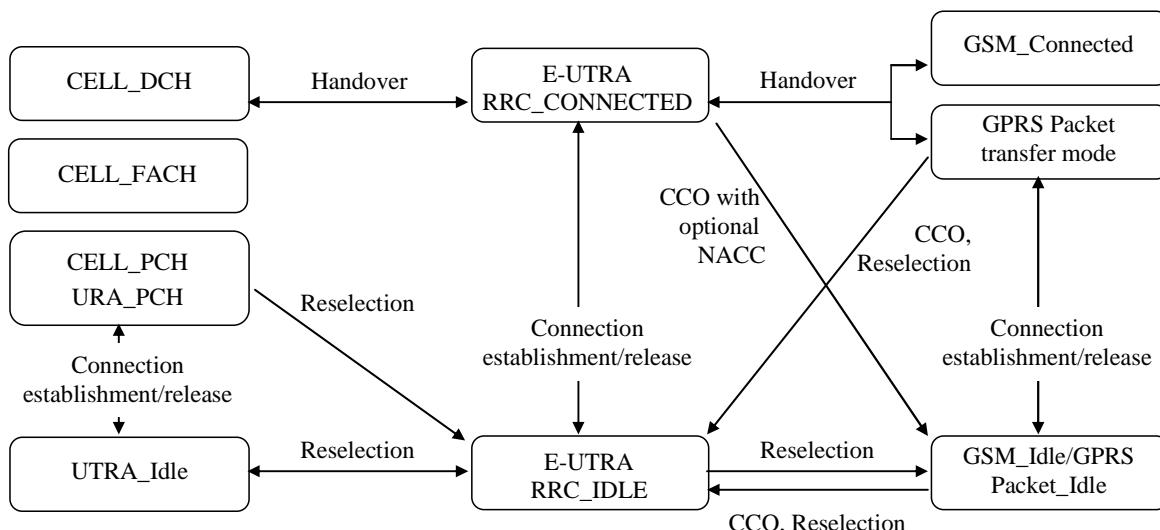 GSM_Connected
CELL_DCH
Handover
E-UTRA
RRC_CONNECTED
Handover
GPRS Packet
transfer mode
CELL_FACH
CCO with
optional
NACC
CCO,
Reselection
CELL_PCH
URA_PCH
Reselection
Connection
establishment/release
Connection
establishment/release
Connection
establishment/release
UTRA_Idle
Reselection
E-UTRA
RRC_IDLE
Reselection
GSM_Idle/GPRS
Packet_Idle
CCO, Reselection